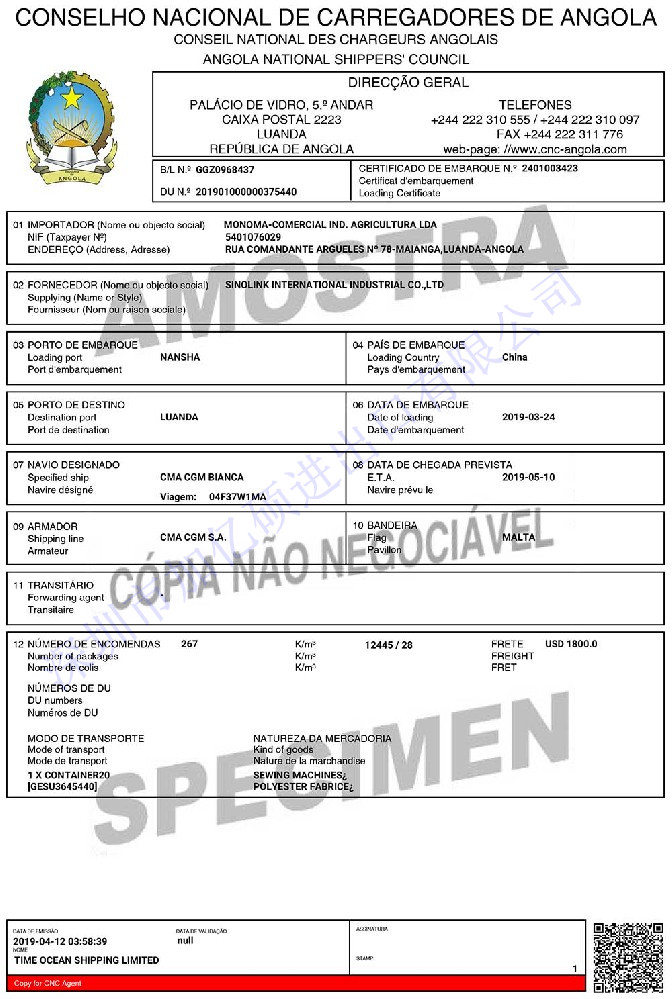 CONSELHO NACIONAL DE CARREGADORES DE ANGOLA
CONSEIL NATIONAL DES CHARGEURS ANGOLAIS
ANGOLA NATIONAL SHIPPERS' COUNCIL
DIRECÇÃO GERAL
PALÁCIO DE VIDRO, 5.º ANDAR
CAIXA POSTAL 2223
LUANDA
REPÚBLICA DE ANGOLA
TELEFONES
+244 222 310 555 / +244 222 310 097
FAX +244 222 311 776
web-page: //www.cnc-angola.com
ANGOLA
B/L N.º GGZ0968437
DU N.º 201901000000375440
CERTIFICADO DE EMBARQUE N.º 2401003423
Certificat d'embarquement
Loading Certificate
01 IMPORTADOR (Nome ou objecto social) MONOMA-COMERCIAL IND. AGRICULTURA LDA
NIF (Taxpayer Nº) 5401076029
ENDEREÇO (Address, Adresse) RUA COMANDANTE ARGUELES Nº 78-MAIANGA,LUANDA-ANGOLA
AMOSTRA
02 FORNECEDOR (Nome ou objecto social) SINOLINK INTERNATIONAL INDUSTRIAL CO.,LTD
Supplying (Name or Style)
Fournisseur (Nom ou raison sociale)
03 PORTO DE EMBARQUE
Loading port NANSHA
Port d'embarquement
04 PAÍS DE EMBARQUE
Loading Country China
Pays d'embarquement
05 PORTO DE DESTINO
Destination port LUANDA
Port de destination
06 DATA DE EMBARQUE
Date of loading 2019-03-24
Date d'embarquement
07 NAVIO DESIGNADO
Specified ship CMA CGM BIANCA
Navire désigné Viagem: 04F37W1MA
08 DATA DE CHEGADA PREVISTA
E.T.A. 2019-05-10
Navire prévu le
09 ARMADOR
Shipping line CMA CGM S.A.
Armateur
10 BANDEIRA
Flag MALTA
Pavillon
CÓPIA NÃO NEGOCIÁVEL
11 TRANSITÁRIO
Forwarding agent
Transitaire
12 NÚMERO DE ENCOMENDAS 267 K/m³ 12445 / 28 FRETE USD 1800.0
Number of packages K/m³ FREIGHT
Nombre de colis K/m³ FRET
NÚMEROS DE DU
DU numbers
Numéros de DU
MODO DE TRANSPORTE
Mode of transport
Mode de transport
1 X CONTAINER20
[GESU3645440]
NATUREZA DA MERCADORIA
Kind of goods
Nature de la marchandise
SEWING MACHINES¿
POLYESTER FABRICE¿
SPECIMEN
DATA DE EMISSÃO
2019-04-12 03:58:39
NOME
TIME OCEAN SHIPPING LIMITED
DATA DE VALIDAÇÃO
null
ASSINATURA
STAMP
1
Copy for CNC Agent